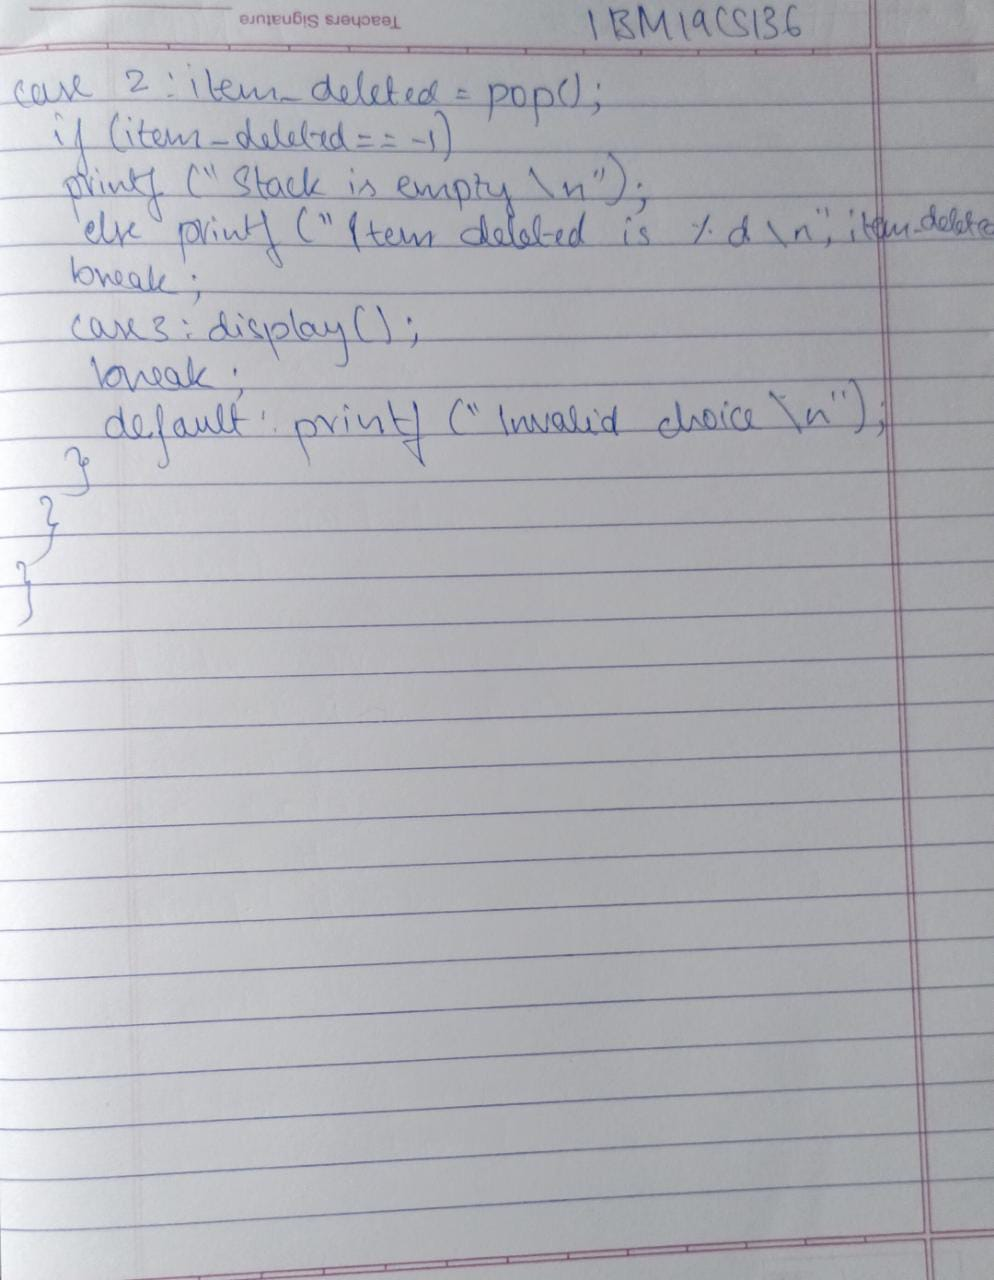 Teachers Signature
1BM19CS136
case 2: item_deleted = pop();
if (item_deleted == -1)
printf ("Stack is empty \n");
else printf ("Item deleted is %d \n", item_delete
break;
case 3: display();
break;
default: printf ("Invalid choice \n");
}
}
}